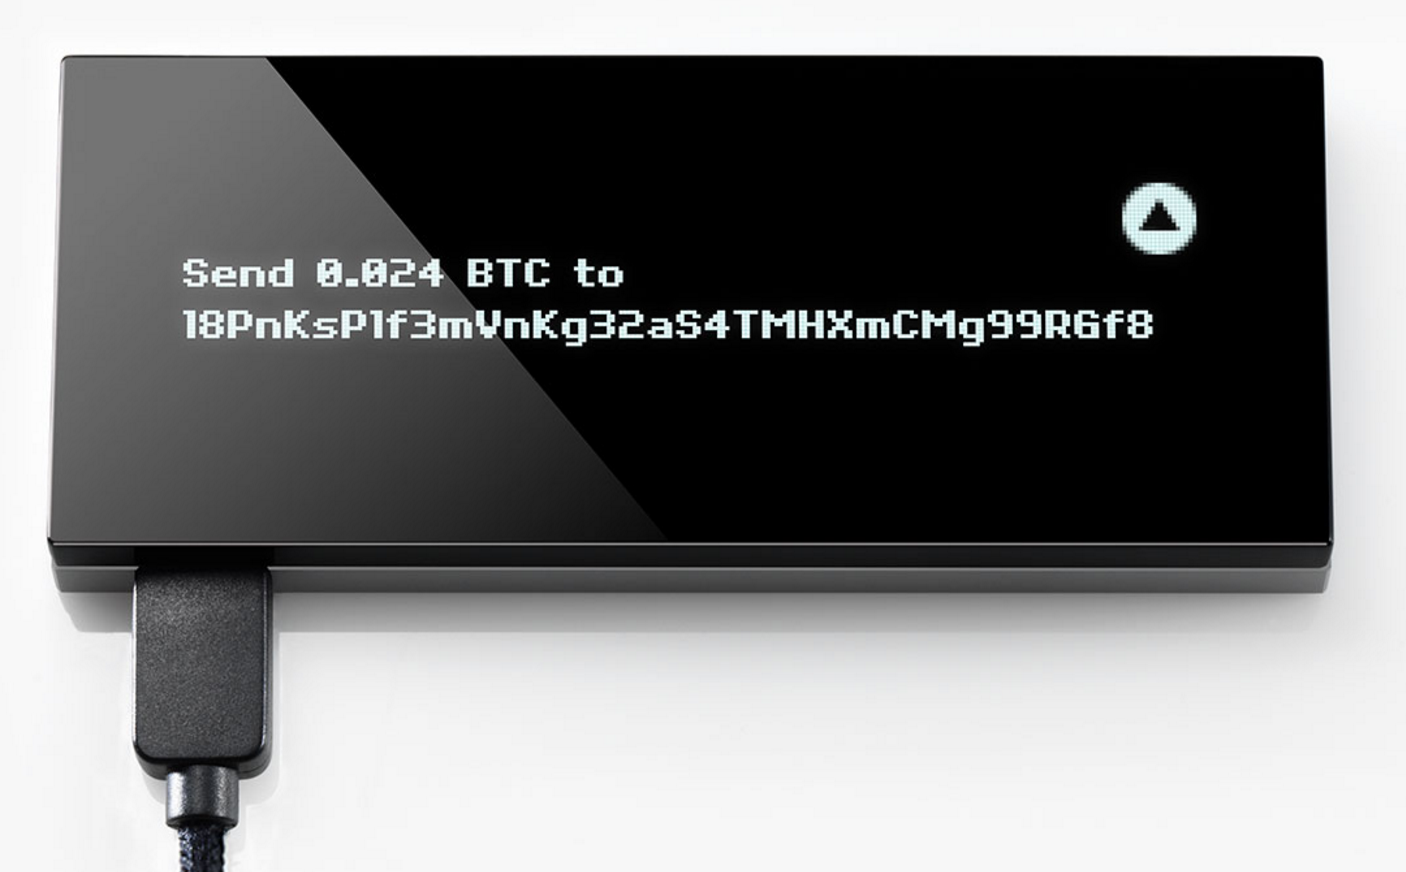 Send 0.024 BTC to
18PnKsP1f3mVnKg32aS4TMHXmCMg99R6f8